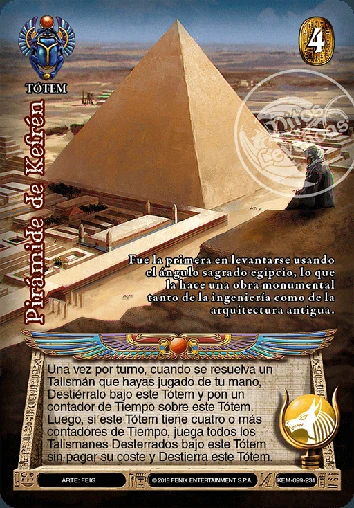 4
TÓTEM
Pirámide de Kefrén
Fue la primera en levantarse usando
el ángulo sagrado egipcio, lo que
la hace una obra monumental
tanto de la ingeniería como de la
arquitectura antigua.
Una vez por turno, cuando se resuelva un
Talismán que hayas jugado de tu mano,
Destiérralo bajo este Tótem y pon un
contador de Tiempo sobre este Tótem.
Luego, si este Tótem tiene cuatro o más
contadores de Tiempo, juega todos los
Talismanes Desterrados bajo este Tótem
sin pagar su coste y Destierra este Tótem.
ARTE: FEIG
© 2015 FENIX ENTERTAINMENT S.P.A.